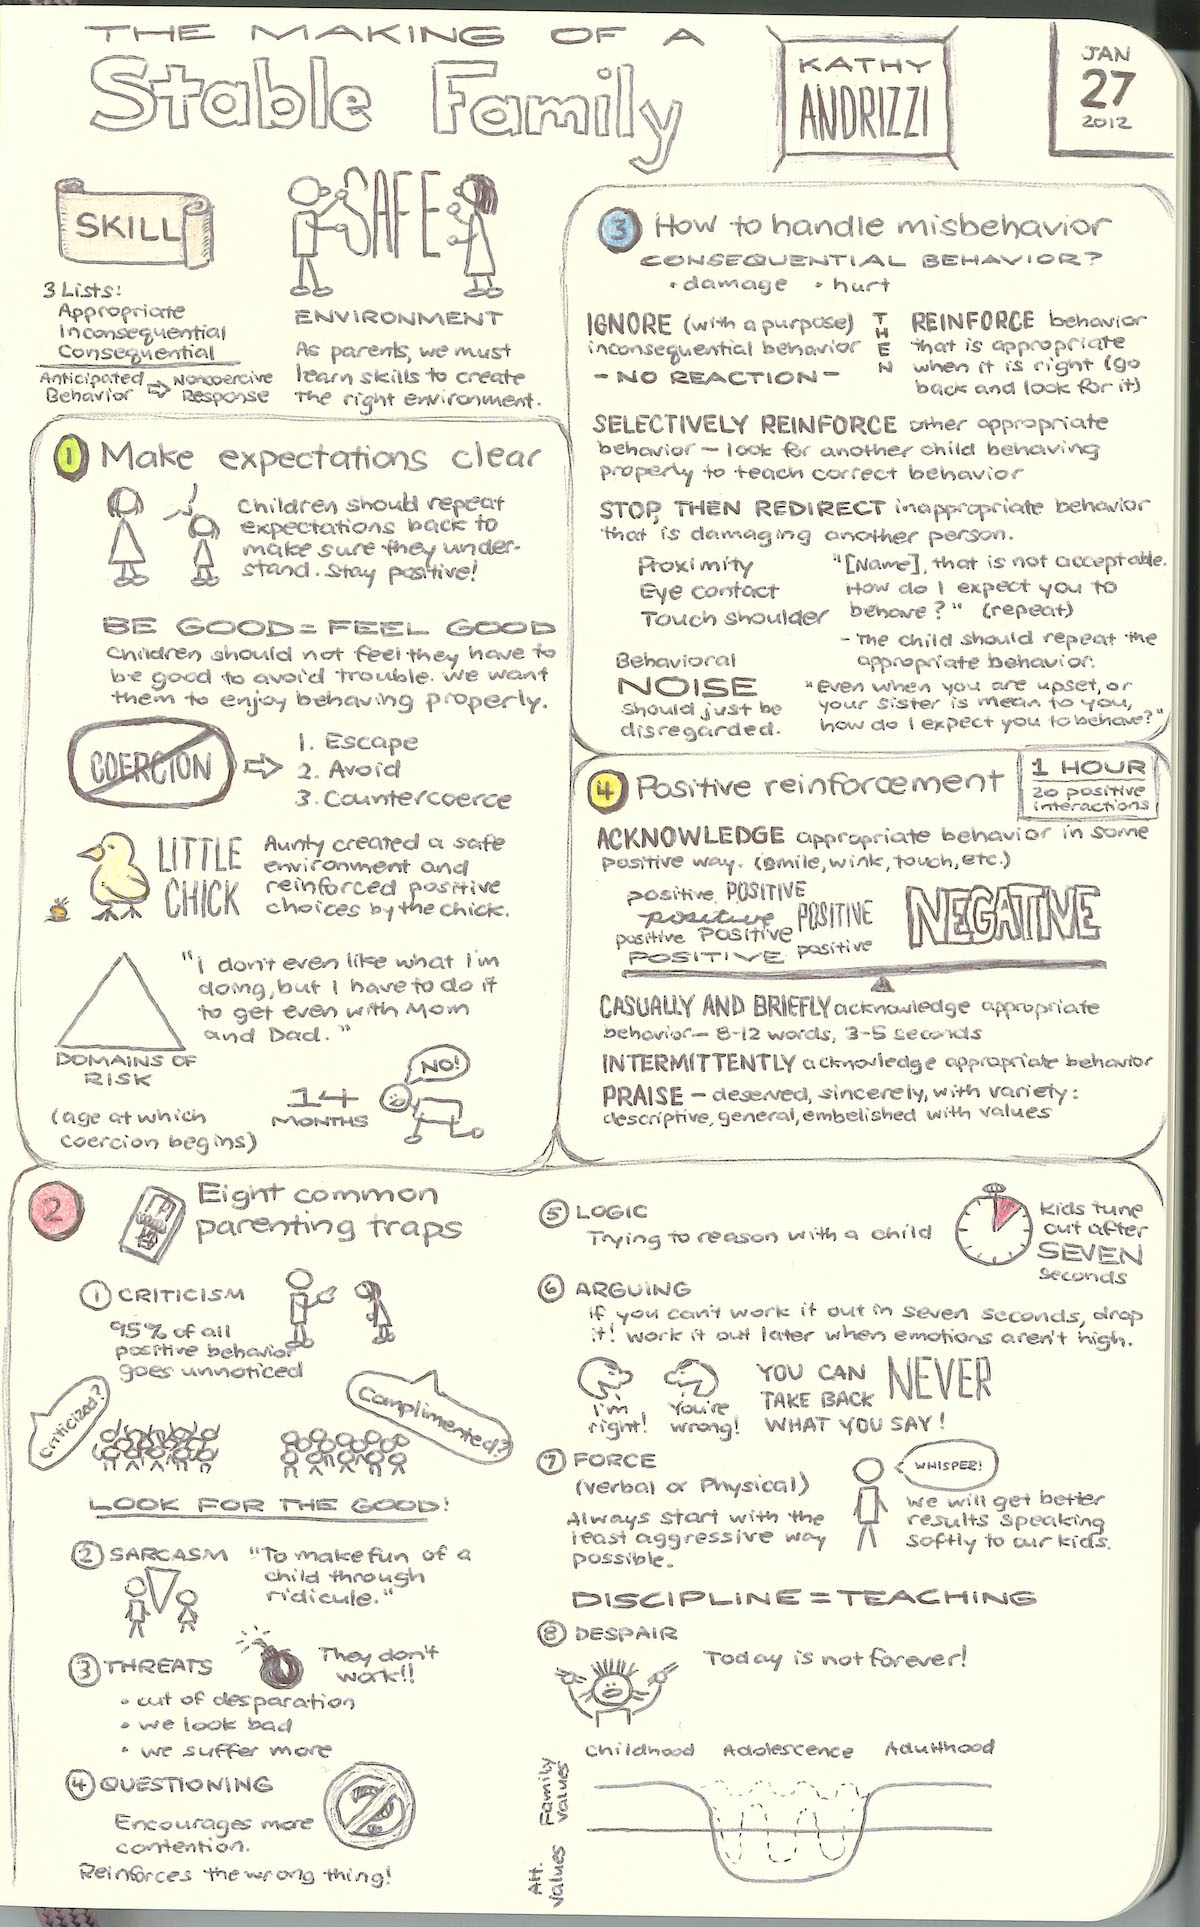 THE MAKING OF A
Stable Family
KATHY
ANDRIZZI
JAN
27
2012
SKILL
3 Lists:
Appropriate
Inconsequential
Consequential
Anticipated
Behavior
Noncoercive
Response
SAFE
ENVIRONMENT
As parents, we must
learn skills to create
the right environment.
1 Make expectations clear
Children should repeat
expectations back to
make sure they under-
stand. Stay positive!
BE GOOD = FEEL GOOD
Children should not feel they have to
be good to avoid trouble. We want
them to enjoy behaving properly.
COERCION
1. Escape
2. Avoid
3. Countercoerce
LITTLE
CHICK
Aunty created a safe
environment and
reinforced positive
choices by the chick.
"I don't even like what I'm
doing, but I have to do it
to get even with Mom
and Dad."
DOMAINS OF
RISK
(age at which
coercion begins)
14
MONTHS
NO!
3 How to handle misbehavior
CONSEQUENTIAL BEHAVIOR?
• damage • hurt
IGNORE (with a purpose)
inconsequential behavior
- NO REACTION -
THEN
REINFORCE behavior
that is appropriate
when it is right (go
back and look for it)
SELECTIVELY REINFORCE other appropriate
behavior - look for another child behaving
properly to teach correct behavior
STOP, THEN REDIRECT inappropriate behavior
that is damaging another person.
Proximity
Eye contact
Touch shoulder
"[Name], that is not acceptable.
How do I expect you to
behave?" (repeat)
- The child should repeat the
appropriate behavior.
Behavioral
NOISE
should just be
disregarded.
"Even when you are upset, or
your sister is mean to you,
how do I expect you to behave?"
4 Positive reinforcement
1 HOUR
20 positive
interactions
ACKNOWLEDGE appropriate behavior in some
positive way. (smile, wink, touch, etc.)
positive POSITIVE
positive POSITIVE
positive POSITIVE positive
POSITIVE
NEGATIVE
CASUALLY AND BRIEFLY acknowledge appropriate
behavior- 8-12 words, 3-5 seconds
INTERMITTENTLY acknowledge appropriate behavior
PRAISE - deserved, sincerely, with variety:
descriptive, general, embelished with values
2 Eight common
parenting traps
1 CRITICISM
95% of all
positive behavior
goes unnoticed
Criticized?
Complimented?
LOOK FOR THE GOOD!
2 SARCASM
"To make fun of a
child through
ridicule."
3 THREATS
They don't
work!!
• out of desparation
• we look bad
• we suffer more
4 QUESTIONING
Encourages more
contention.
Reinforces the wrong thing!
5 LOGIC
Trying to reason with a child
Kids tune
out after
SEVEN
seconds
6 ARGUING
If you can't work it out in seven seconds, drop
it! Work it out later when emotions aren't high.
I'm
right!
You're
wrong!
YOU CAN NEVER
TAKE BACK
WHAT YOU SAY!
7 FORCE
(Verbal or Physical)
Always start with the
least aggressive way
possible.
WHISPER!
We will get better
results speaking
softly to our kids.
DISCIPLINE = TEACHING
8 DESPAIR
Today is not forever!
Childhood Adolescence Adulthood
Family
Values
Alt.
Values